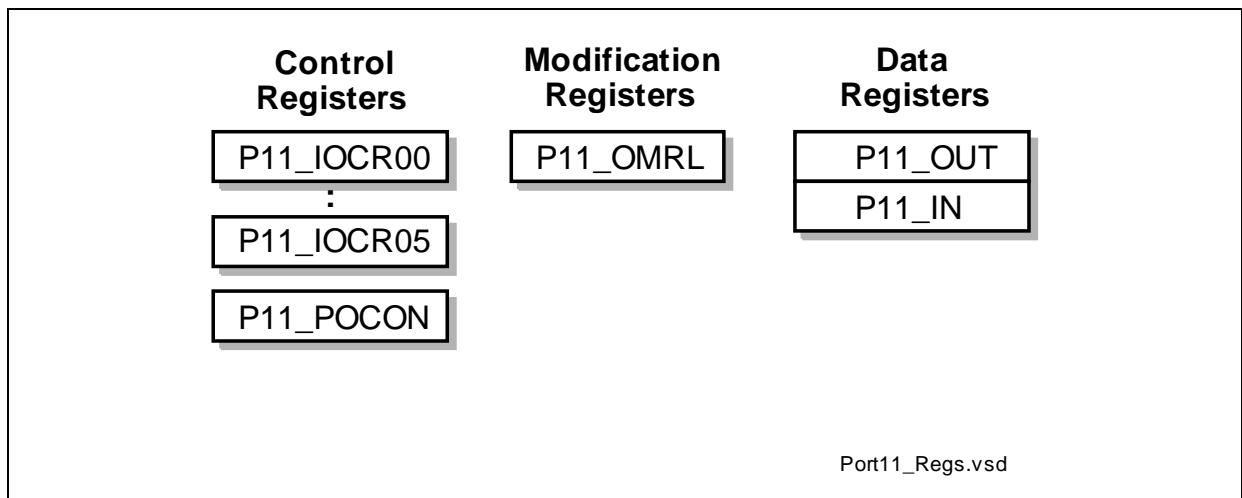 Control
Registers
P11_IOCR00
:
P11_IOCR05
P11_POCON
Modification
Registers
P11_OMRL
Data
Registers
P11_OUT
P11_IN
Port11_Regs.vsd